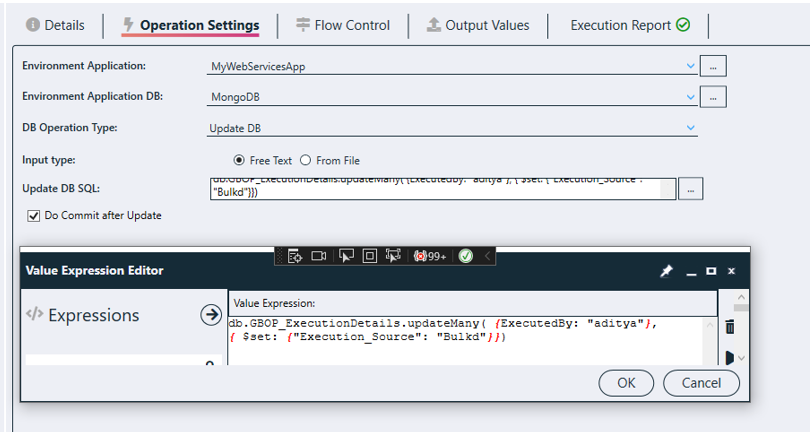 Details
Operation Settings
Flow Control
Output Values
Execution Report
Environment Application:
MyWebServicesApp
...
Environment Application DB:
MongoDB
...
DB Operation Type:
Update DB
Input type:
Free Text
From File
Update DB SQL:
db.GBOP_ExecutionDetails.updateMany( {ExecutedBy: "aditya"}, { $set: {"Execution_Source":
"Bulkd"}})
...
Do Commit after Update
99+
Value Expression Editor
</> Expressions
Value Expression:
db.GBOP_ExecutionDetails.updateMany( {ExecutedBy: "aditya"},
{ $set: {"Execution_Source": "Bulkd"}})
OK
Cancel